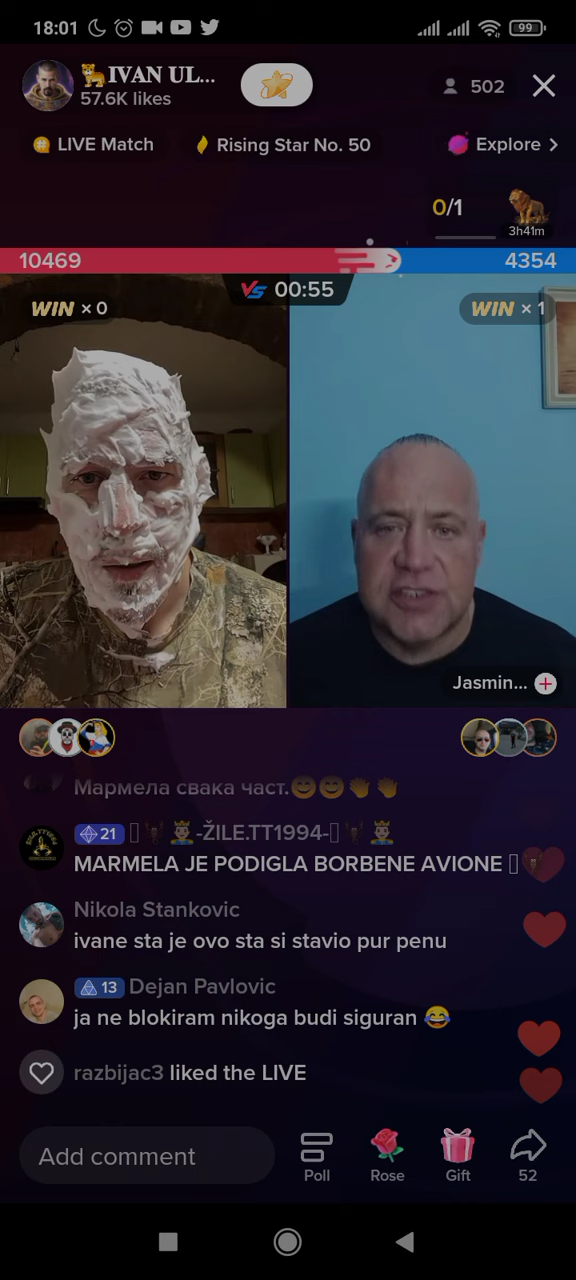 18:01
99
IVAN UL...
57.6K likes
502
LIVE Match
Rising Star No. 50
Explore
0/1
3h41m
10469
4354
VS 00:55
WIN x 0
WIN x 1
Jasmin...
Мармела свака част.😊😊👏👏
21 -ŽILE.TT1994-
MARMELA JE PODIGLA BORBENE AVIONE
Nikola Stankovic
ivane sta je ovo sta si stavio pur penu
13 Dejan Pavlovic
ja ne blokiram nikoga budi siguran 😂
razbijac3 liked the LIVE
Add comment
Poll
Rose
Gift
52